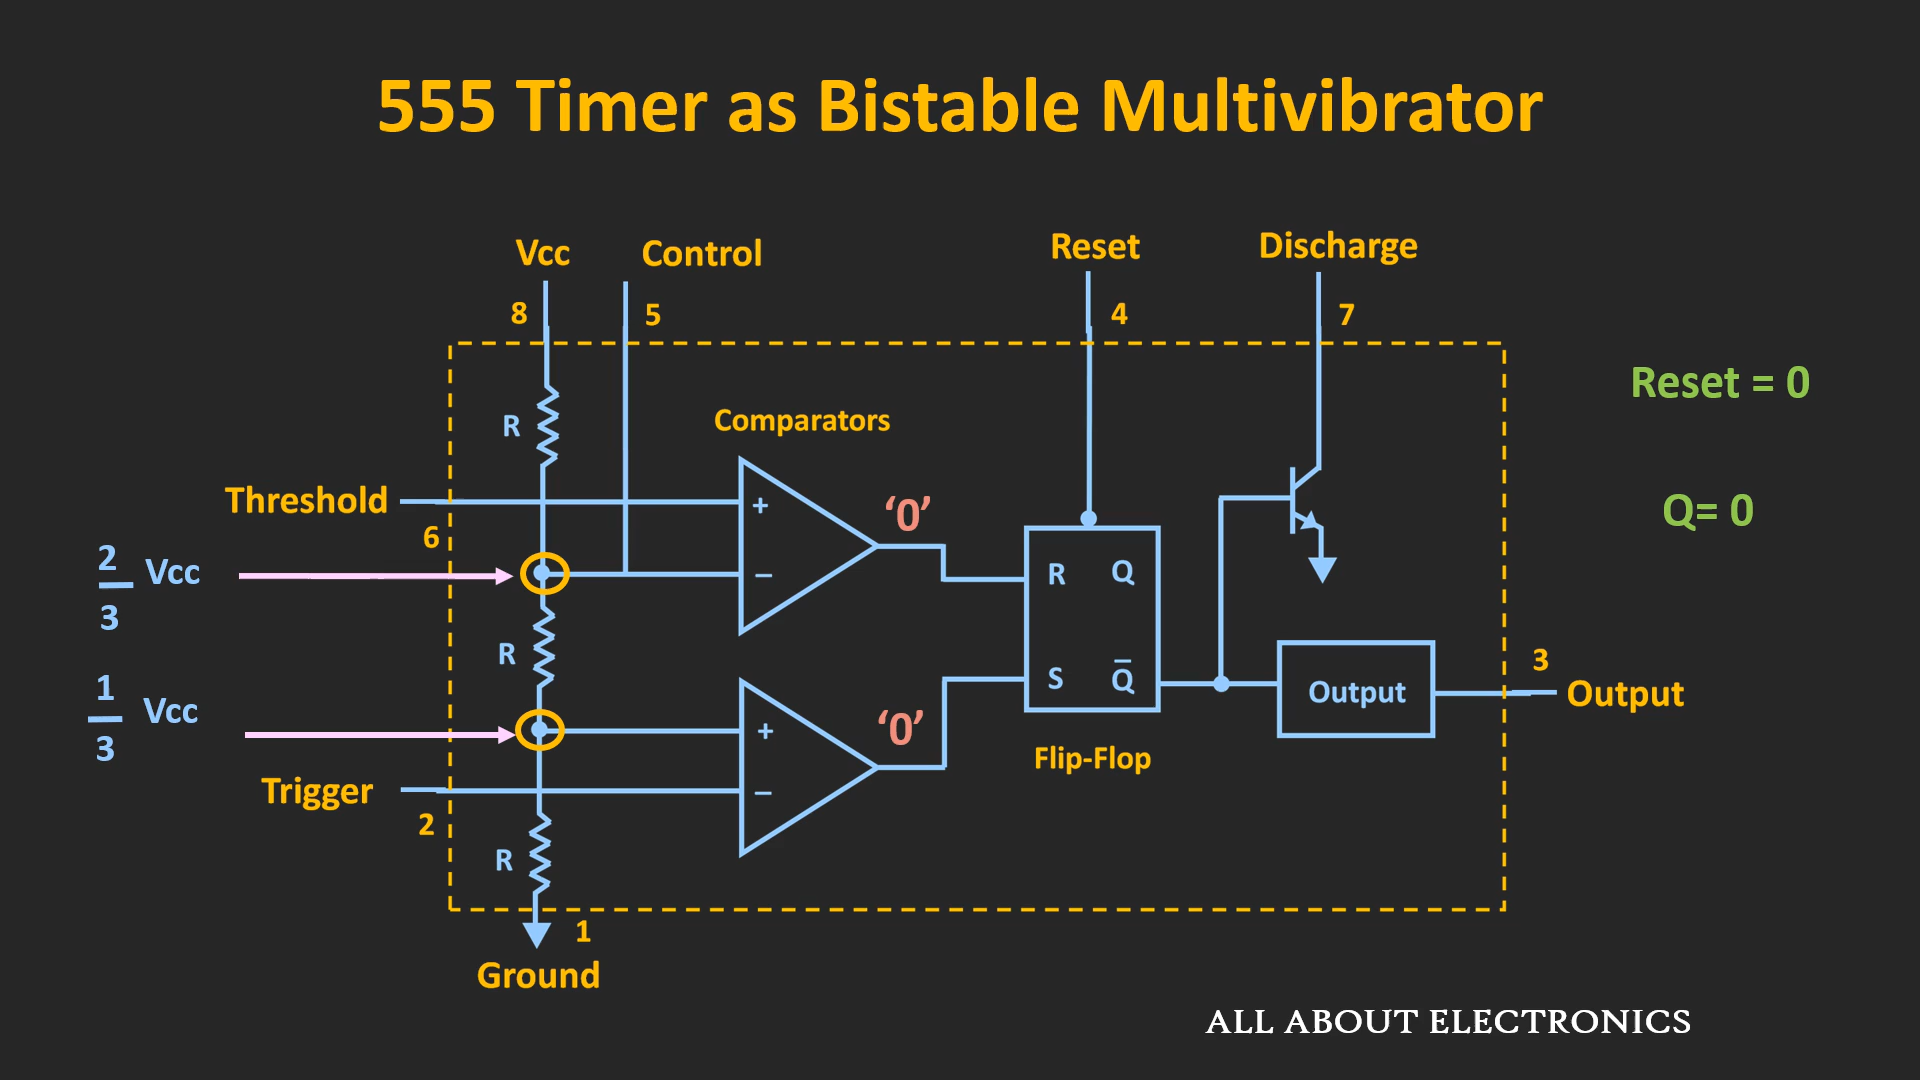 555 Timer as Bistable Multivibrator
Vcc
Control
Reset
Discharge
8
5
4
7
Reset = 0
R
Comparators
Threshold
+
'0'
Q= 0
6
2
3
Vcc
−
R
Q
R
1
3
Vcc
S
Q̄
Output
3
Output
+
'0'
Flip-Flop
Trigger
−
2
R
1
Ground
ALL ABOUT ELECTRONICS